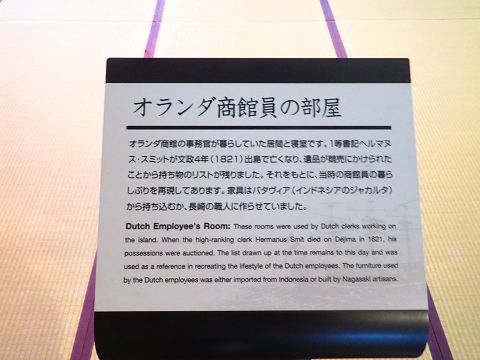 オランダ商館員の部屋
オランダ商館の事務官が暮らしていた居間と寝室です。1等書記ヘルマヌ
ス・スミットが文政4年（1821）出島で亡くなり、遺品が競売にかけられた
ことから持ち物のリストが残りました。それをもとに、当時の商館員の暮ら
しぶりを再現してあります。家具はバタヴィア（インドネシアのジャカルタ）
から持ち込むか、長崎の職人に作らせていました。
Dutch Employee's Room: These rooms were used by Dutch clerks working on
the island. When the high-ranking clerk Hermanus Smit died on Dejima in 1821, his
possessions were auctioned. The list drawn up at the time remains to this day and was
used as a reference in recreating the lifestyle of the Dutch employees. The furniture used
by the Dutch employees was either imported from Indonesia or built by Nagasaki artisans.